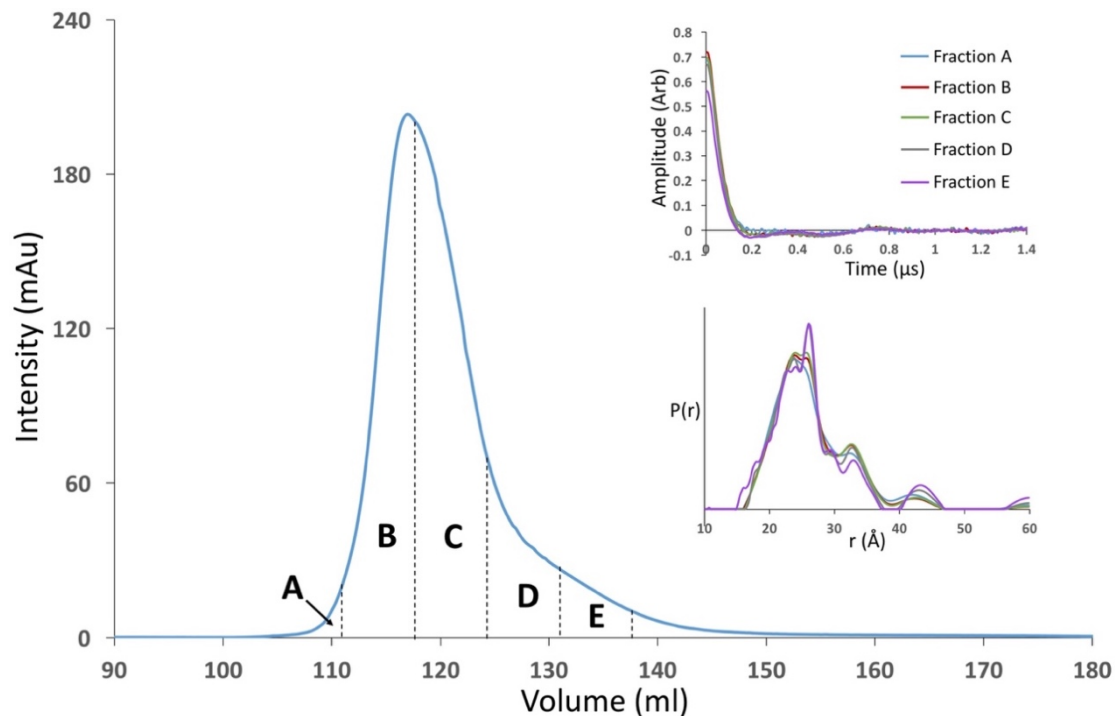 240
180
120
60
0
Intensity (mAu)
90
100
110
120
130
140
150
160
170
180
Volume (ml)
A
B
C
D
E
0.8
0.7
0.6
0.5
0.4
0.3
0.2
0.1
0
-0.1
Amplitude (Arb)
0
0.2
0.4
0.6
0.8
1
1.2
1.4
Time (µs)
Fraction A
Fraction B
Fraction C
Fraction D
Fraction E
P(r)
10
20
30
40
50
60
r (Å)